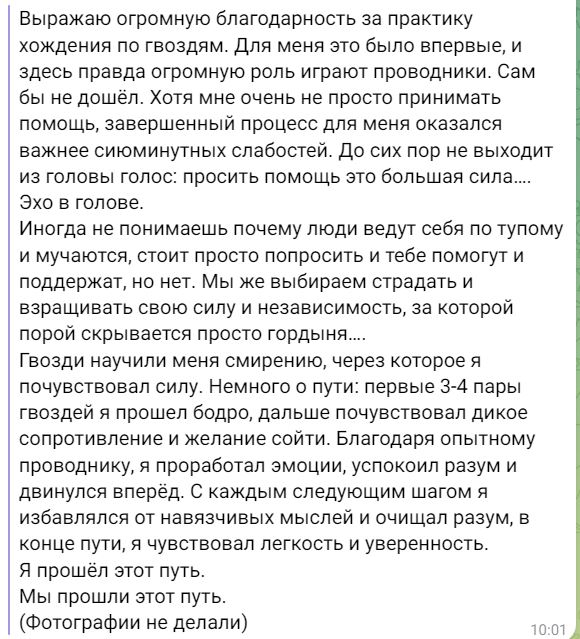 Выражаю огромную благодарность за практику
хождения по гвоздям. Для меня это было впервые, и
здесь правда огромную роль играют проводники. Сам
бы не дошёл. Хотя мне очень не просто принимать
помощь, завершенный процесс для меня оказался
важнее сиюминутных слабостей. До сих пор не выходит
из головы голос: просить помощь это большая сила....
Эхо в голове.
Иногда не понимаешь почему люди ведут себя по тупому
и мучаются, стоит просто попросить и тебе помогут и
поддержат, но нет. Мы же выбираем страдать и
взращивать свою силу и независимость, за которой
порой скрывается просто гордыня....
Гвозди научили меня смирению, через которое я
почувствовал силу. Немного о пути: первые 3-4 пары
гвоздей я прошел бодро, дальше почувствовал дикое
сопротивление и желание сойти. Благодаря опытному
проводнику, я проработал эмоции, успокоил разум и
двинулся вперёд. С каждым следующим шагом я
избавлялся от навязчивых мыслей и очищал разум, в
конце пути, я чувствовал легкость и уверенность.
Я прошёл этот путь.
Мы прошли этот путь.
(Фотографии не делали)
10:01